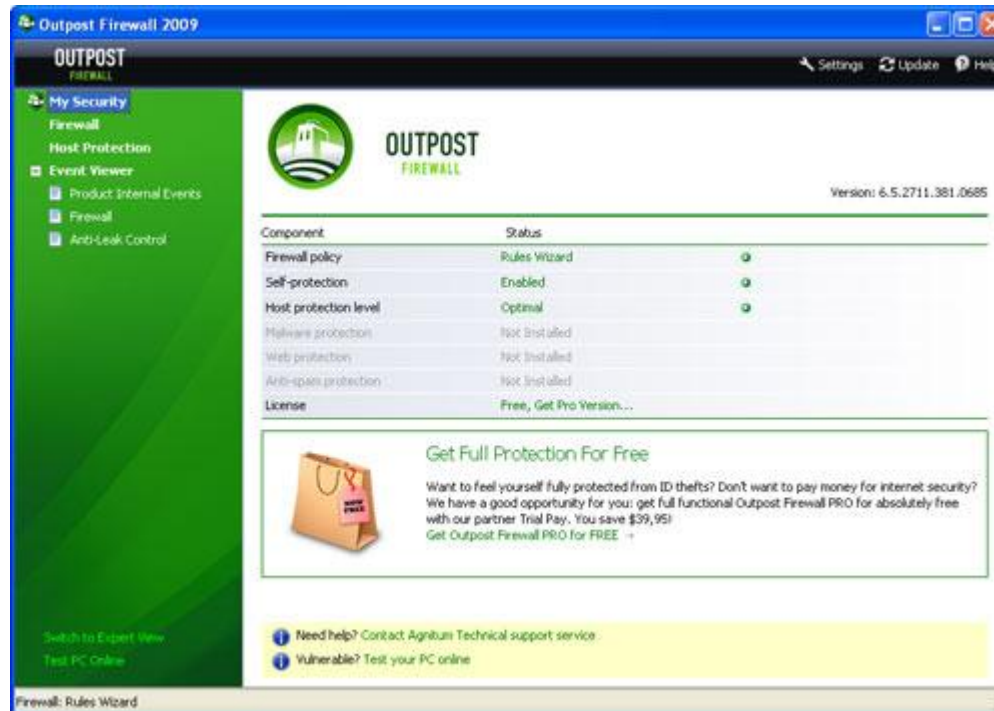 Outpost Firewall 2009
OUTPOST
FIREWALL
Settings Update Help
My Security
Firewall
Host Protection
Event Viewer
Product Internal Events
Firewall
Anti-Leak Control
Switch to Expert View
Test PC Online
OUTPOST
FIREWALL
Version: 6.5.2711.381.0685
Component Status
Firewall policy Rules Wizard
Self-protection Enabled
Host protection level Optimal
Malware protection Not Installed
Web protection Not Installed
Anti-spam protection Not Installed
License Free, Get Pro Version...
NOW
FREE
Get Full Protection For Free
Want to feel yourself fully protected from ID thefts? Don't want to pay money for internet security?
We have a good opportunity for you: get full functional Outpost Firewall PRO for absolutely free
with our partner Trial Pay. You save $39,95!
Get Outpost Firewall PRO for FREE →
Need help? Contact Agnitum Technical support service
Vulnerable? Test your PC online
Firewall: Rules Wizard